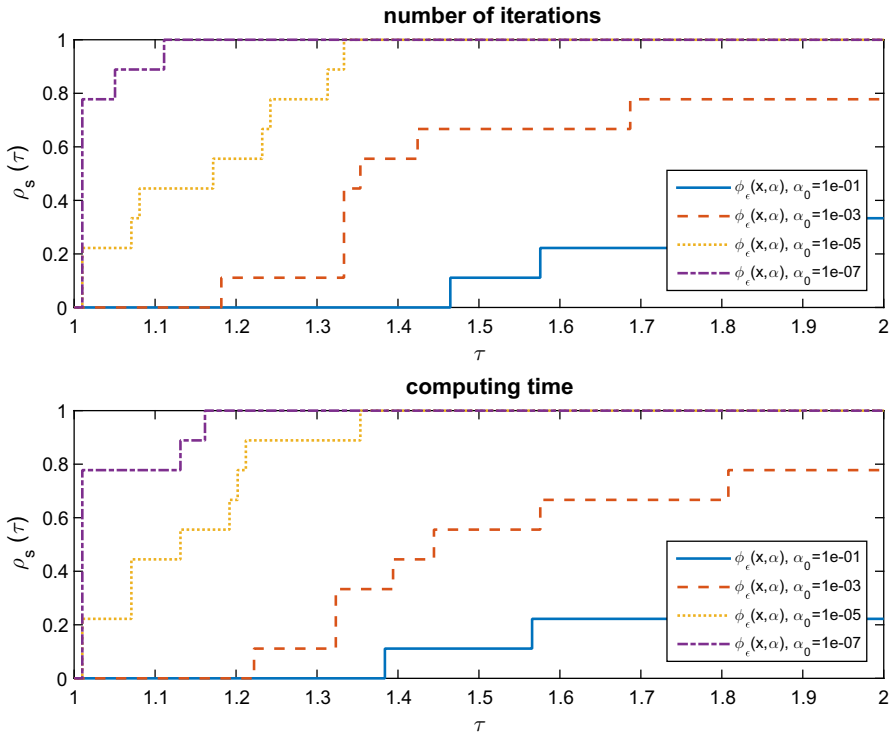 number of iterations
1
0.8
0.6
0.4
0.2
0
ρs (τ)
1 1.1 1.2 1.3 1.4 1.5 1.6 1.7 1.8 1.9 2
τ
ϕϵ(x,α), α0=1e-01
ϕϵ(x,α), α0=1e-03
ϕϵ(x,α), α0=1e-05
ϕϵ(x,α), α0=1e-07
computing time
1
0.8
0.6
0.4
0.2
0
ρs (τ)
1 1.1 1.2 1.3 1.4 1.5 1.6 1.7 1.8 1.9 2
τ
ϕϵ(x,α), α0=1e-01
ϕϵ(x,α), α0=1e-03
ϕϵ(x,α), α0=1e-05
ϕϵ(x,α), α0=1e-07